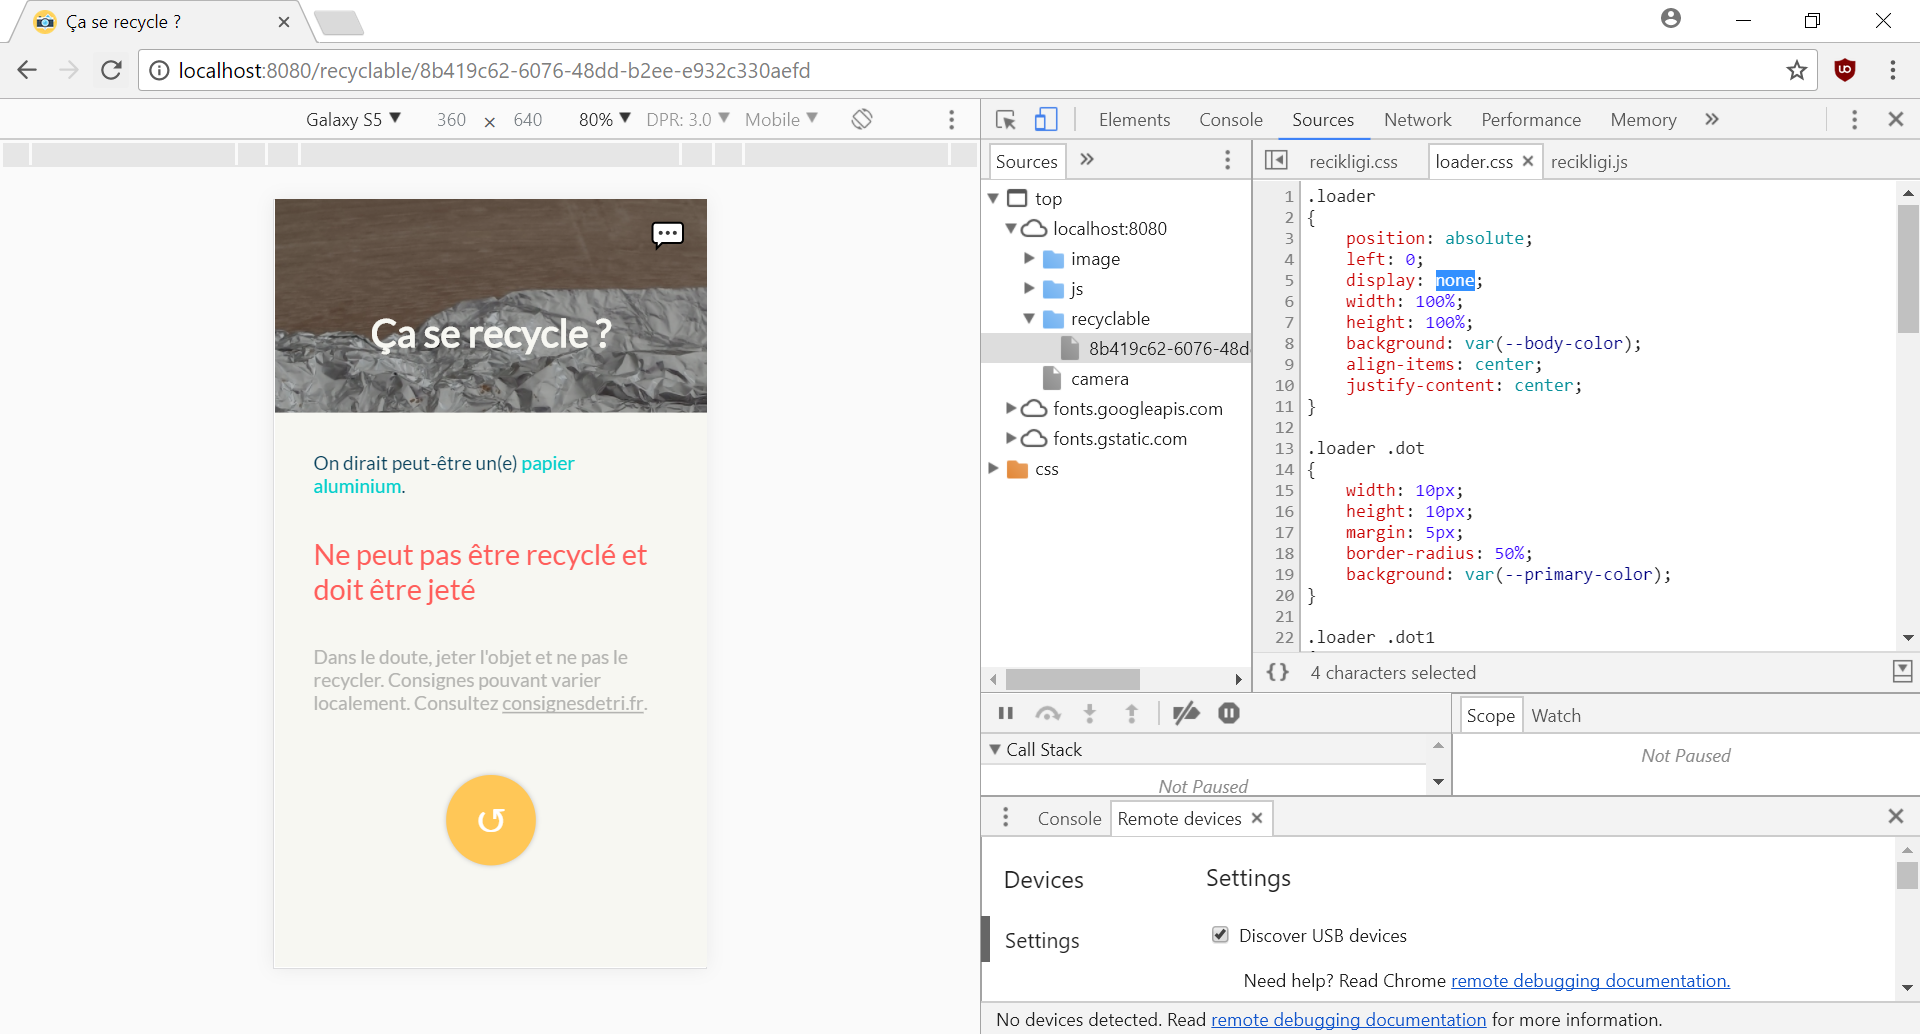 Ça se recycle ?
localhost:8080/recyclable/8b419c62-6076-48dd-b2ee-e932c330aefd
Galaxy S5 ▼ 360 × 640 80% ▼ DPR: 3.0 ▼ Mobile ▼
Elements Console Sources Network Performance Memory »
Ça se recycle ?
On dirait peut-être un(e) papier
aluminium.
Ne peut pas être recyclé et
doit être jeté
Dans le doute, jeter l'objet et ne pas le
recycler. Consignes pouvant varier
localement. Consultez consignesdetri.fr.
Sources »
top
localhost:8080
image
js
recyclable
8b419c62-6076-48d
camera
fonts.googleapis.com
fonts.gstatic.com
css
recikligi.css loader.css × recikligi.js
1 .loader
2 {
3 position: absolute;
4 left: 0;
5 display: none;
6 width: 100%;
7 height: 100%;
8 background: var(--body-color);
9 align-items: center;
10 justify-content: center;
11 }
12
13 .loader .dot
14 {
15 width: 10px;
16 height: 10px;
17 margin: 5px;
18 border-radius: 50%;
19 background: var(--primary-color);
20 }
21
22 .loader .dot1
{} 4 characters selected
Call Stack
Not Paused
Scope Watch
Not Paused
Console Remote devices ×
Devices
Settings
Settings
Discover USB devices
Need help? Read Chrome remote debugging documentation.
No devices detected. Read remote debugging documentation for more information.